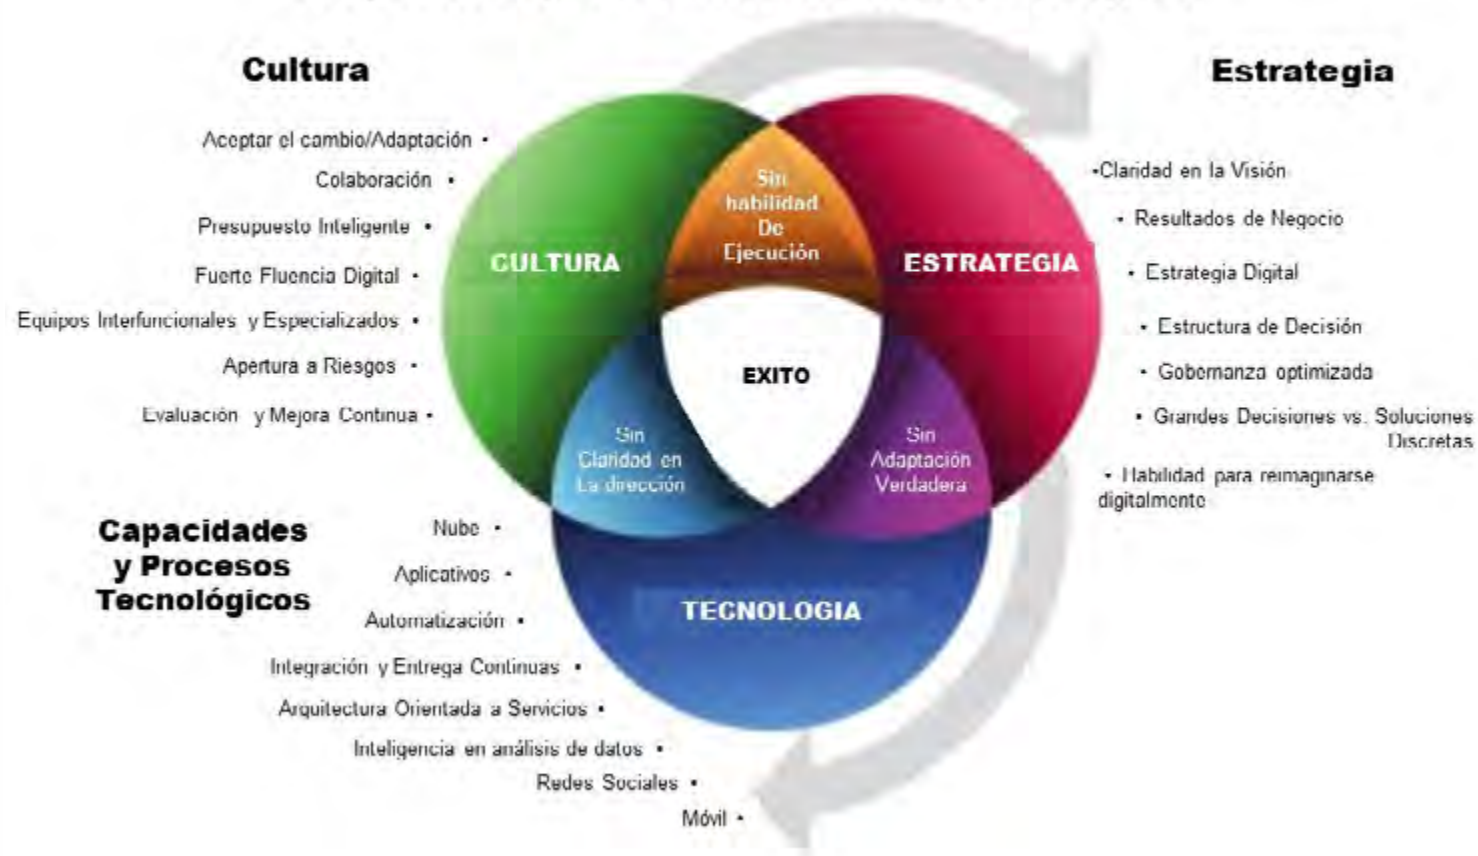 Cultura
Aceptar el cambio/Adaptación •
Colaboración •
Presupuesto Inteligente •
Fuerte Fluencia Digital •
Equipos Interfuncionales y Especializados •
Apertura a Riesgos •
Evaluación y Mejora Continua •
Estrategia
•Claridad en la Visión
• Resultados de Negocio
• Estrategia Digital
• Estructura de Decisión
• Gobernanza optimizada
• Grandes Decisiones vs. Soluciones
Discretas
• Habilidad para reimaginarse
digitalmente
CULTURA
Sin
habilidad
De
Ejecución
ESTRATEGIA
EXITO
Sin
Claridad en
La dirección
Sin
Adaptación
Verdadera
TECNOLOGIA
Capacidades
y Procesos
Tecnológicos
Nube •
Aplicativos •
Automatización •
Integración y Entrega Continuas •
Arquitectura Orientada a Servicios •
Inteligencia en análisis de datos •
Redes Sociales •
Móvil •